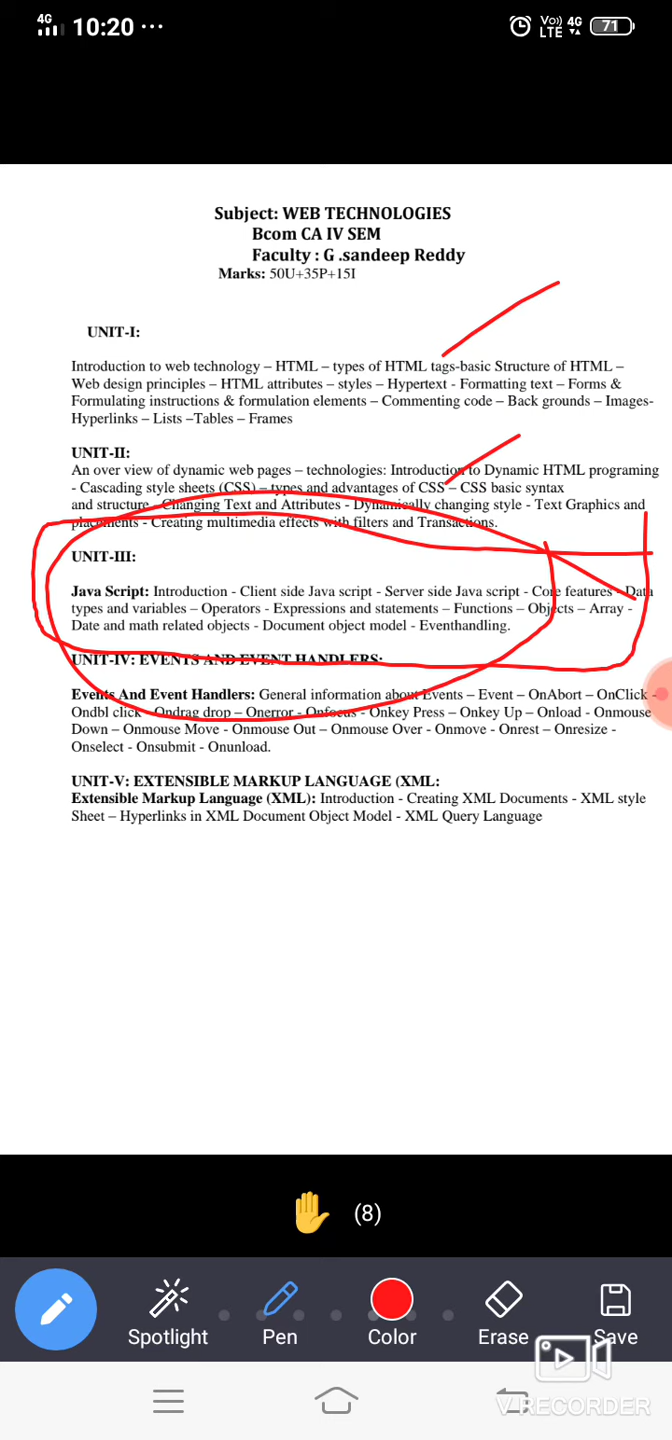 4G 10:20 ... Vo)) LTE 4G 71
Subject: WEB TECHNOLOGIES
Bcom CA IV SEM
Faculty : G .sandeep Reddy
Marks: 50U+35P+15I
UNIT-I:
Introduction to web technology – HTML – types of HTML tags-basic Structure of HTML –
Web design principles – HTML attributes – styles – Hypertext - Formatting text – Forms &
Formulating instructions & formulation elements – Commenting code – Back grounds – Images-
Hyperlinks – Lists –Tables – Frames
UNIT-II:
An over view of dynamic web pages – technologies: Introduction to Dynamic HTML programing
- Cascading style sheets (CSS) – types and advantages of CSS – CSS basic syntax
and structure - Changing Text and Attributes - Dynamically changing style - Text Graphics and
placements - Creating multimedia effects with filters and Transactions.
UNIT-III:
Java Script: Introduction - Client side Java script - Server side Java script - Core features - Data
types and variables – Operators - Expressions and statements – Functions – Objects – Array -
Date and math related objects - Document object model - Eventhandling.
UNIT-IV: EVENTS AND EVENT HANDLERS:
Events And Event Handlers: General information about Events – Event – OnAbort – OnClick -
Ondbl click - Ondrag drop – Onerror - Onfocus - Onkey Press – Onkey Up – Onload - Onmouse
Down – Onmouse Move - Onmouse Out – Onmouse Over - Onmove - Onrest – Onresize -
Onselect - Onsubmit - Onunload.
UNIT-V: EXTENSIBLE MARKUP LANGUAGE (XML:
Extensible Markup Language (XML): Introduction - Creating XML Documents - XML style
Sheet – Hyperlinks in XML Document Object Model - XML Query Language
(8)
Spotlight Pen Color Erase Save
V.RECORDER